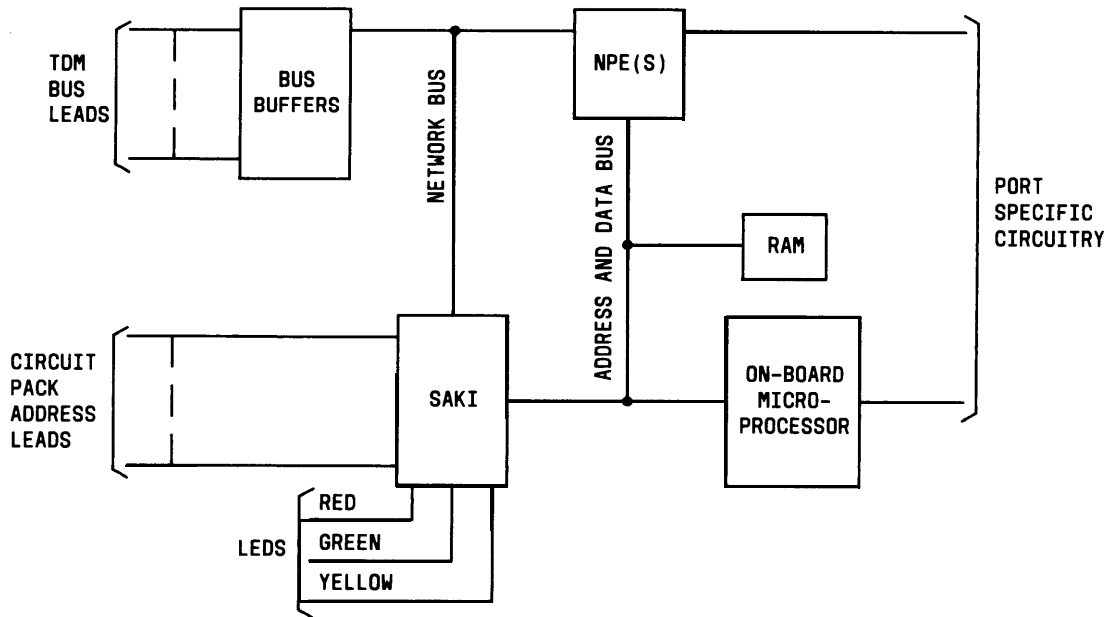 TDM
BUS
LEADS
BUS
BUFFERS
NETWORK BUS
NPE(S)
ADDRESS AND DATA BUS
RAM
PORT
SPECIFIC
CIRCUITRY
CIRCUIT
PACK
ADDRESS
LEADS
SAKI
ON-BOARD
MICRO-
PROCESSOR
LEDS
RED
GREEN
YELLOW